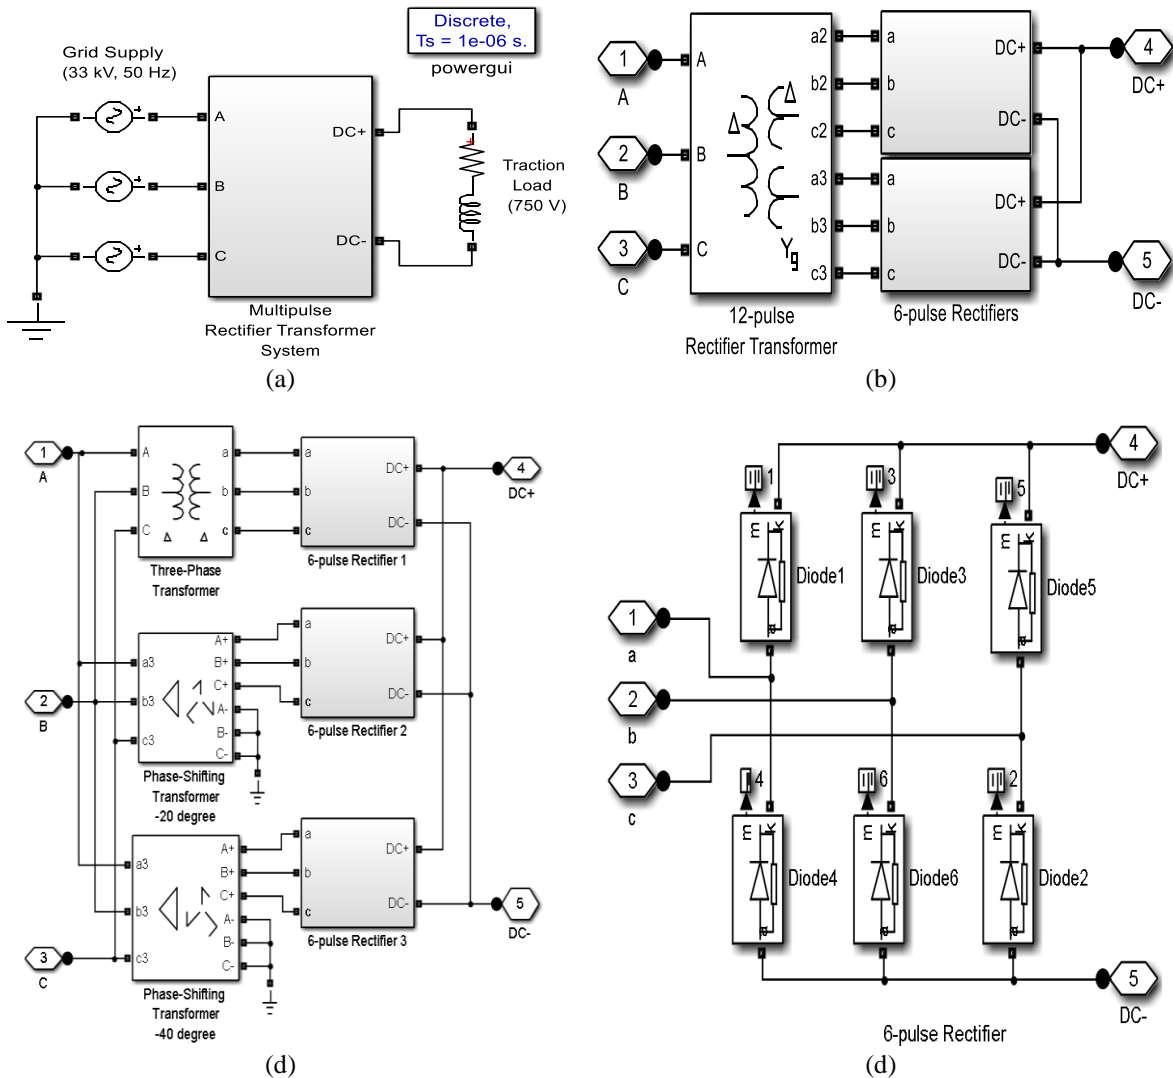 Discrete,
Ts = 1e-06 s.
powergui
Grid Supply
(33 kV, 50 Hz)
A
B
C
DC+
DC-
Traction
Load
(750 V)
Multipulse
Rectifier Transformer
System
(a)
1
A
2
B
3
C
A
B
C
a2
b2
c2
a3
b3
c3
Δ
Δ
Yg
12-pulse
Rectifier Transformer
a
b
c
DC+
DC-
a
b
c
DC+
DC-
6-pulse Rectifiers
4
DC+
5
DC-
(b)
1
A
2
B
3
C
A
B
C
a
b
c
Δ Δ
Three-Phase
Transformer
a
b
c
DC+
DC-
6-pulse Rectifier 1
4
DC+
a3
b3
c3
A+
B+
C+
A-
B-
C-
Phase-Shifting
Transformer
-20 degree
a
b
c
DC+
DC-
6-pulse Rectifier 2
a3
b3
c3
A+
B+
C+
A-
B-
C-
Phase-Shifting
Transformer
-40 degree
a
b
c
DC+
DC-
6-pulse Rectifier 3
5
DC-
(d)
1
a
2
b
3
c
1
m k
a
Diode1
3
m k
a
Diode3
5
m k
a
Diode5
4
m k
a
Diode4
6
m k
a
Diode6
2
m k
a
Diode2
4
DC+
5
DC-
6-pulse Rectifier
(d)